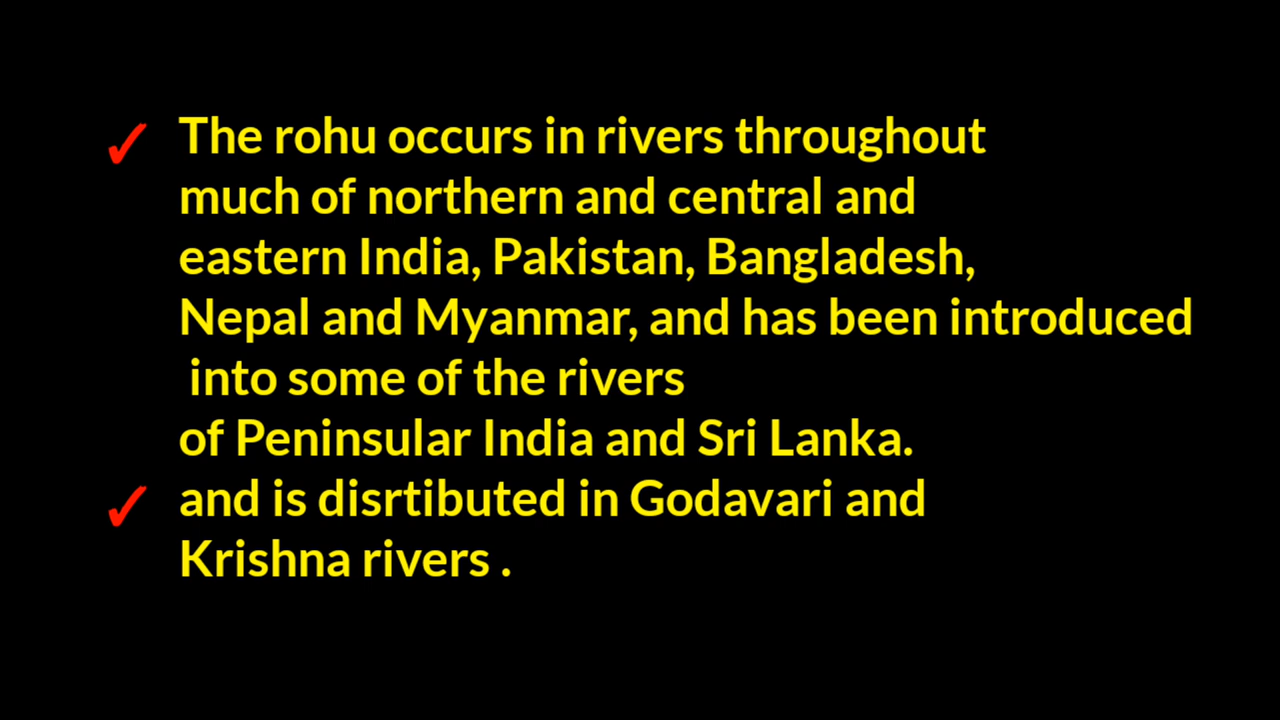 ✓ The rohu occurs in rivers throughout
much of northern and central and
eastern India, Pakistan, Bangladesh,
Nepal and Myanmar, and has been introduced
into some of the rivers
of Peninsular India and Sri Lanka.
✓ and is disrtibuted in Godavari and
Krishna rivers .